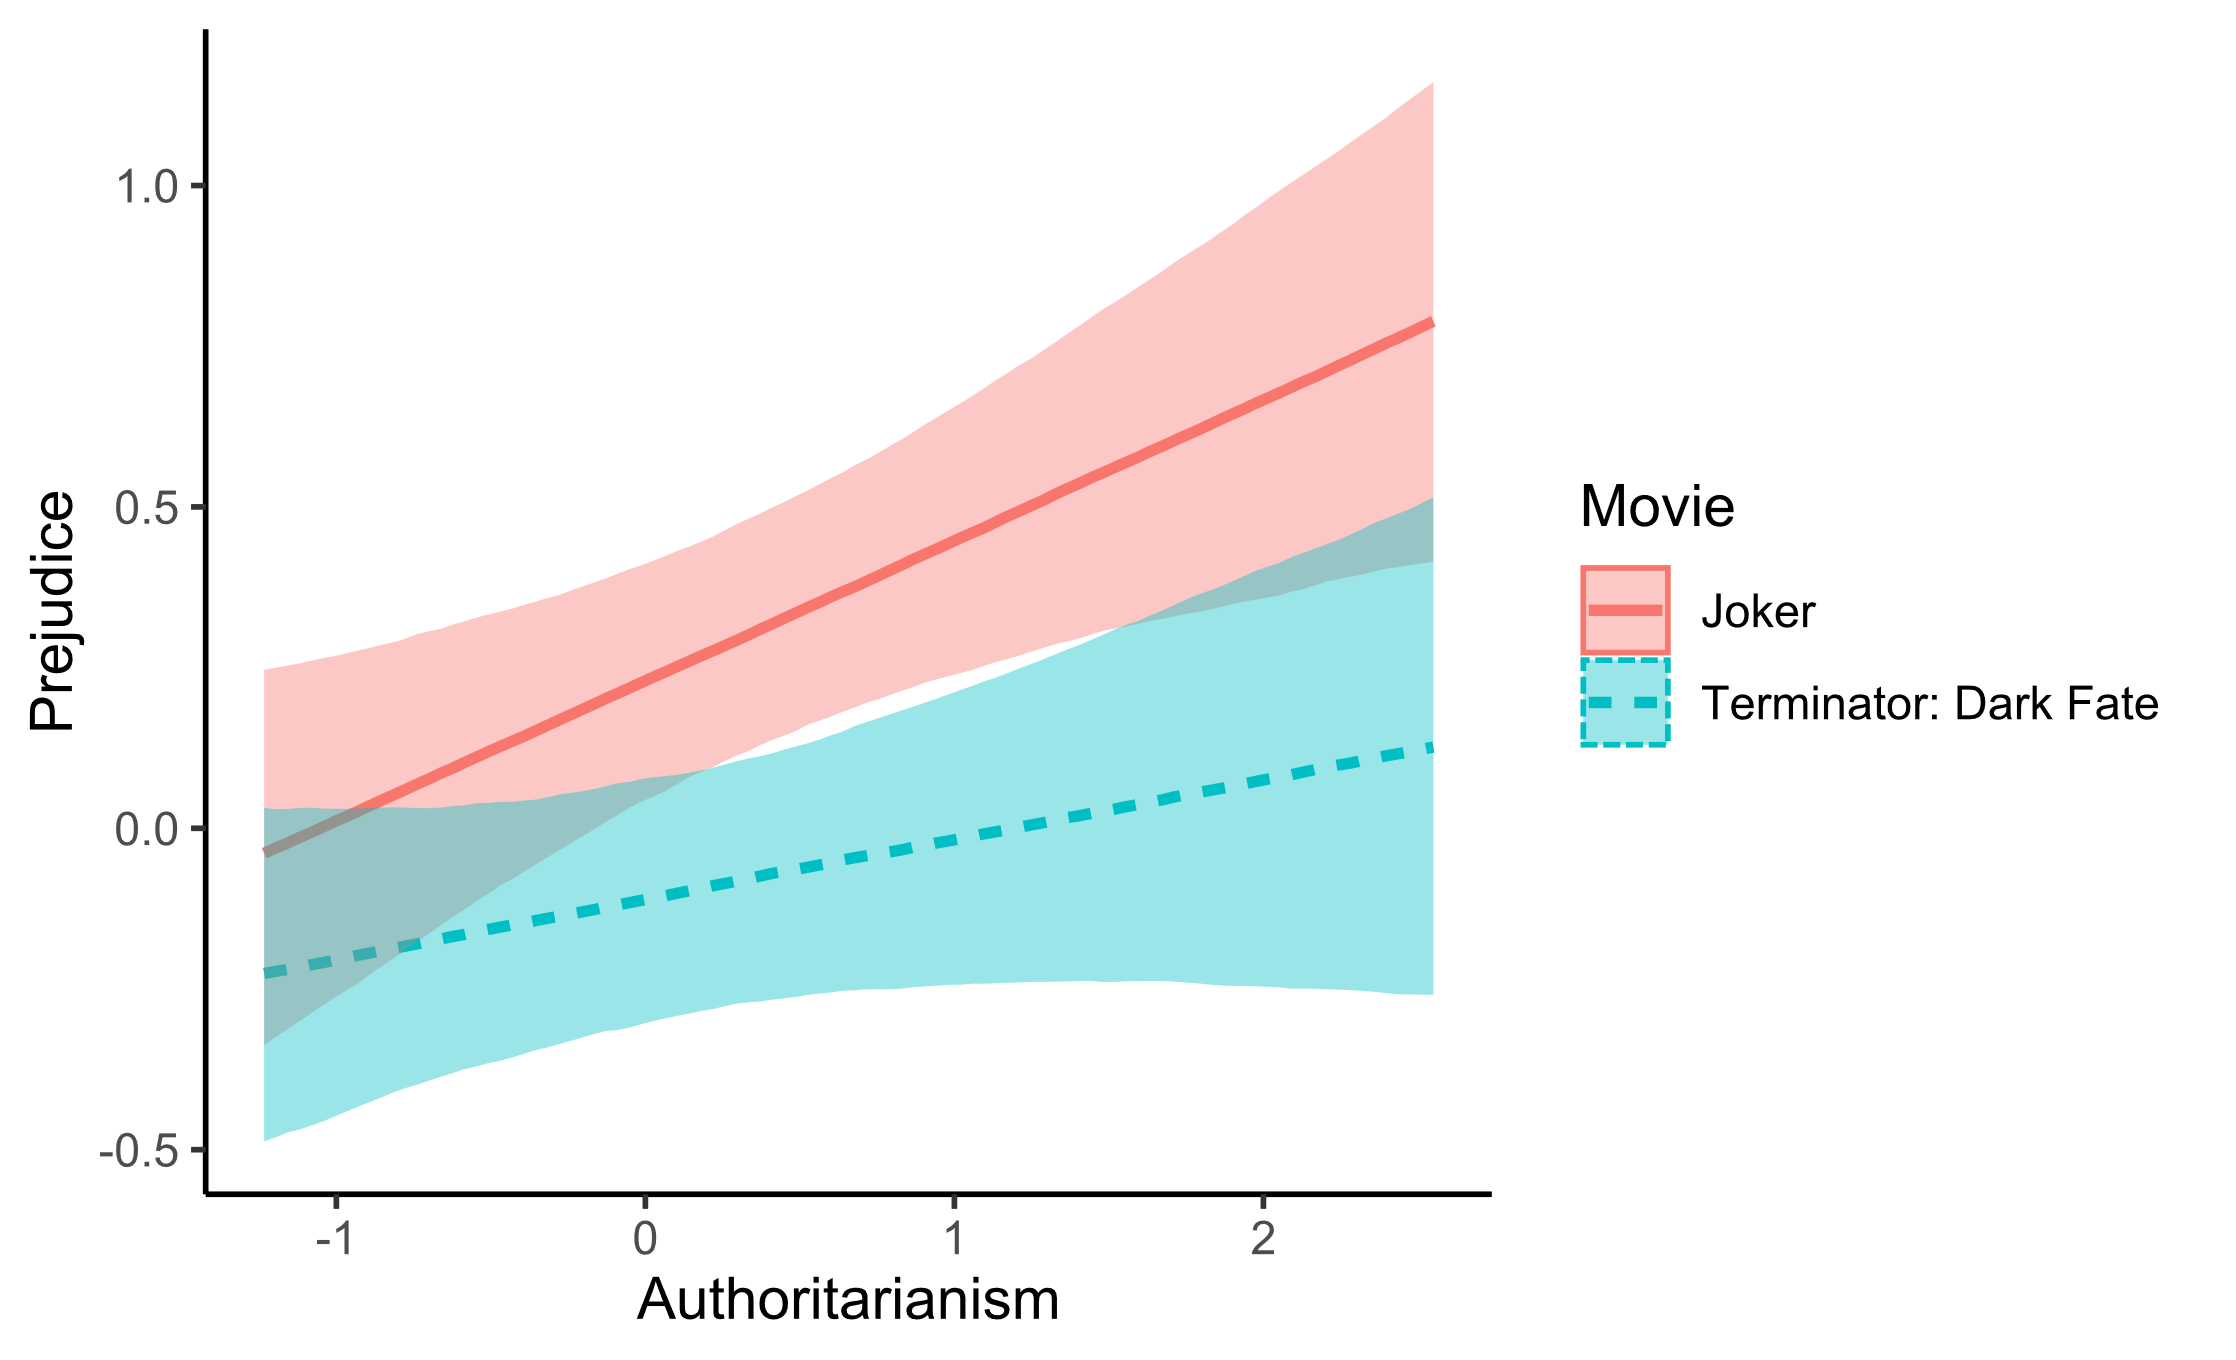 1.0
0.5
0.0
-0.5
Prejudice
-1 0 1 2
Authoritarianism
Movie
Joker
Terminator: Dark Fate